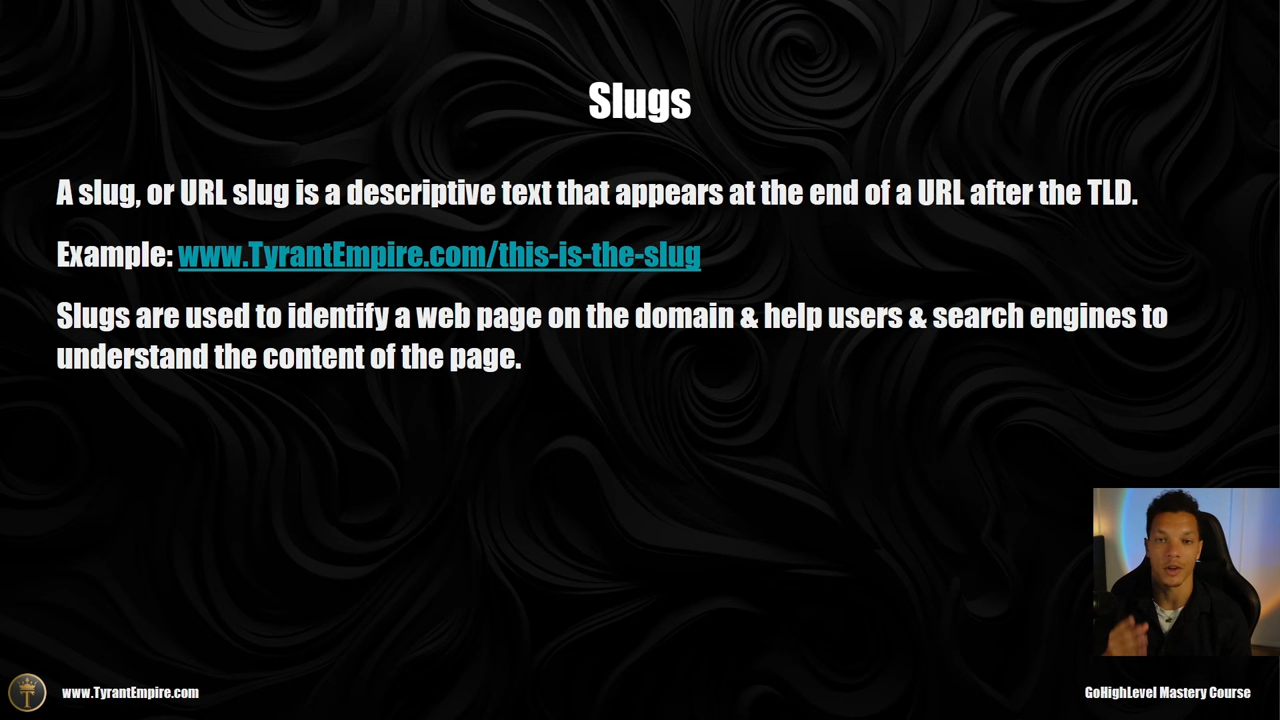 Slugs
A slug, or URL slug is a descriptive text that appears at the end of a URL after the TLD.
Example: www.TyrantEmpire.com/this-is-the-slug
Slugs are used to identify a web page on the domain & help users & search engines to
understand the content of the page.
T
www.TyrantEmpire.com
GoHighLevel Mastery Course